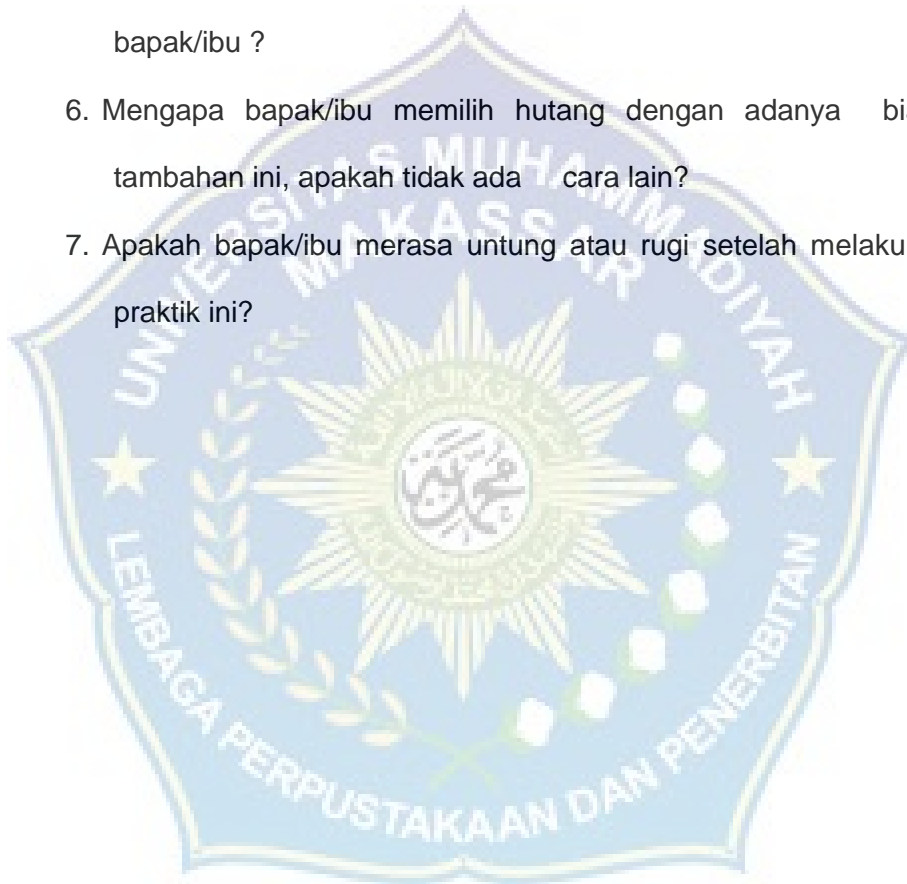 bapak/ibu ?
6. Mengapa bapak/ibu memilih hutang dengan adanya
tambahan ini, apakah tidak ada cara lain?
7. Apakah bapak/ibu merasa untung atau rugi setelah
praktik ini?
UNIVERSITAS MUHAMMADIYAH
MAKASSAR
LEMBAGA PERPUSTAKAAN DAN PENERBITAN